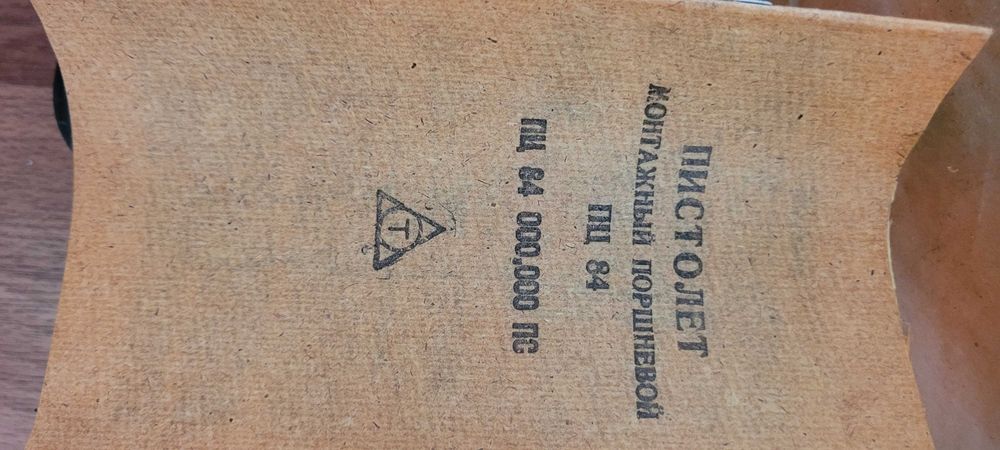 ПИСТОЛЕТ
МОНТАЖНЫЙ ПОРШНЕВОЙ
ПЦ 84
ПЦ 84 000,000 ПС
Т